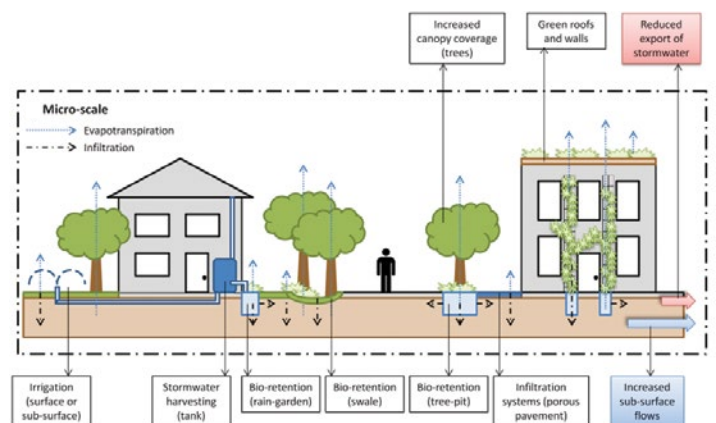 Increased
canopy coverage
(trees)
Green roofs
and walls
Reduced
export of
stormwater
Micro-scale
Evapotranspiration
Infiltration
Irrigation
(surface or
sub-surface)
Stormwater
harvesting
(tank)
Bio-retention
(rain-garden)
Bio-retention
(swale)
Bio-retention
(tree-pit)
Infiltration
systems (porous
pavement)
Increased
sub-surface
flows